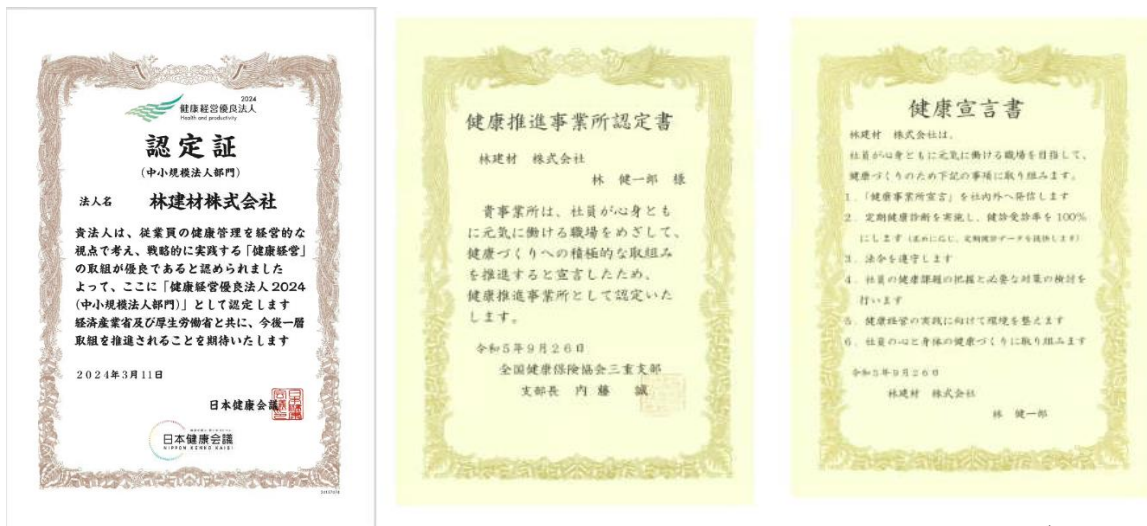 2024
健康経営優良法人
Health and productivity
認定証
(中小規模法人部門)
法人名 林建材株式会社
貴法人は、従業員の健康管理を経営的な
視点で考え、戦略的に実践する「健康経営」
の取組が優良であると認められました
よって、ここに「健康経営優良法人2024
(中小規模法人部門)」として認定します
経済産業省及び厚生労働省と共に、今後一層
取組を推進されることを期待いたします
2024年3月11日
日本健康会議
日本健康会議
NIPPON KENKO KAIGI
健康推進事業所認定書
林建材 株式会社
林 健一郎 様
貴事業所は、社員が心身とも
に元気に働ける職場をめざして、
健康づくりへの積極的な取組み
を推進すると宣言したため、
健康推進事業所として認定いた
します。
令和5年9月26日
全国健康保険協会三重支部
支部長 内藤 誠
健康宣言書
林建材 株式会社は、
社員が心身ともに元気に働ける職場を目指して、
健康づくりのため下記の事項に取り組みます。
1．「健康事業所宣言」を社内外へ発信します
2．定期健康診断を実施し、健診受診率を100%
にします (求めに応じ、定期健診データを提供します)
3．法令を遵守します
4．社員の健康課題の把握と必要な対策の検討を
行います
5．健康経営の実践に向けて環境を整えます
6．社員の心と身体の健康づくりに取り組みます
令和5年9月26日
林建材 株式会社
林 健一郎